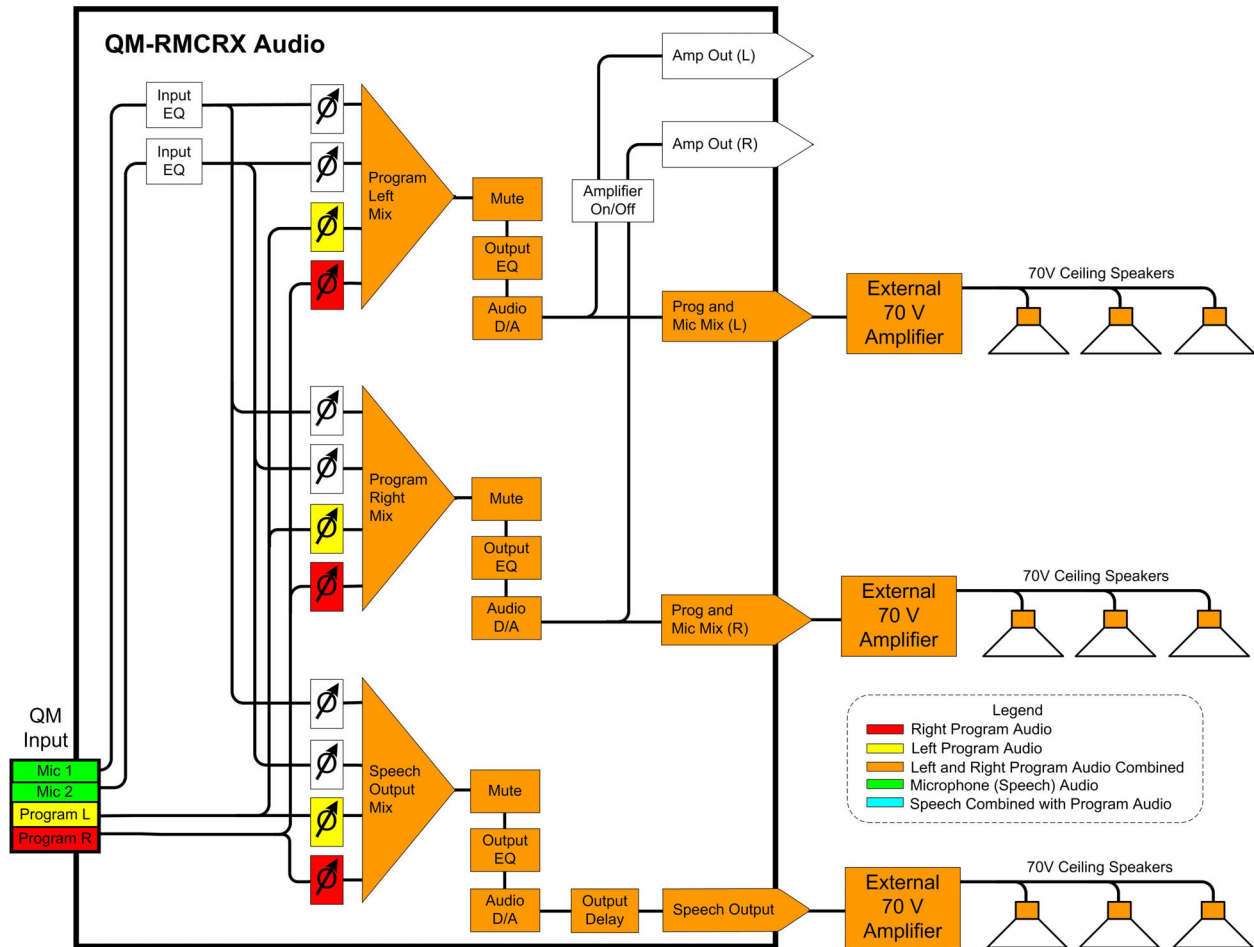 QM-RMCRX Audio
Input
EQ
Input
EQ
Program
Left
Mix
Mute
Output
EQ
Audio
D/A
Amplifier
On/Off
Amp Out (L)
Amp Out (R)
Prog and
Mic Mix (L)
External
70 V
Amplifier
70V Ceiling Speakers
Program
Right
Mix
Mute
Output
EQ
Audio
D/A
Prog and
Mic Mix (R)
External
70 V
Amplifier
70V Ceiling Speakers
Legend
Right Program Audio
Left Program Audio
Left and Right Program Audio Combined
Microphone (Speech) Audio
Speech Combined with Program Audio
QM
Input
Mic 1
Mic 2
Program L
Program R
Speech
Output
Mix
Mute
Output
EQ
Audio
D/A
Output
Delay
Speech Output
External
70 V
Amplifier
70V Ceiling Speakers